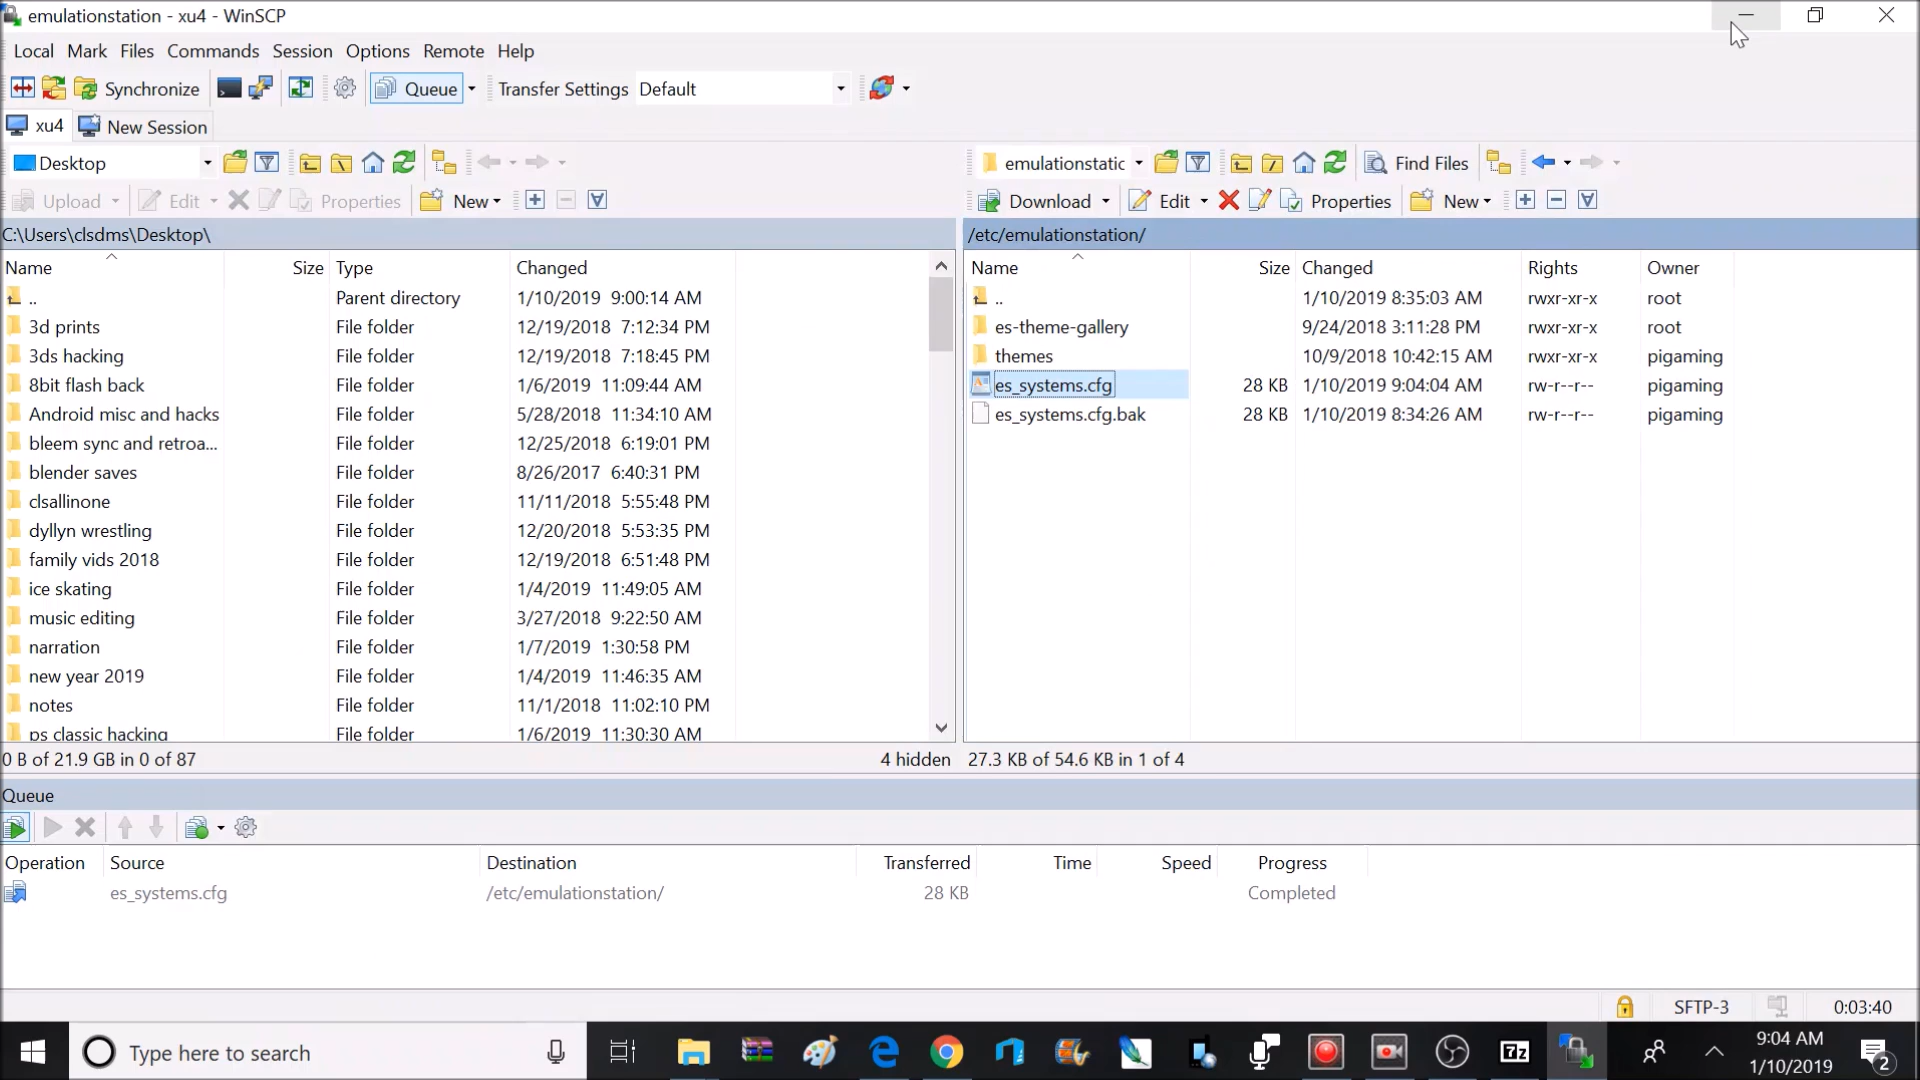 emulationstation - xu4 - WinSCP
Local Mark Files Commands Session Options Remote Help
Synchronize Queue Transfer Settings Default
xu4 New Session
Desktop
Upload Edit Properties New
C:\Users\clsdms\Desktop\
Name Size Type Changed
.. Parent directory 1/10/2019 9:00:14 AM
3d prints File folder 12/19/2018 7:12:34 PM
3ds hacking File folder 12/19/2018 7:18:45 PM
8bit flash back File folder 1/6/2019 11:09:44 AM
Android misc and hacks File folder 5/28/2018 11:34:10 AM
bleem sync and retroa... File folder 12/25/2018 6:19:01 PM
blender saves File folder 8/26/2017 6:40:31 PM
clsallinone File folder 11/11/2018 5:55:48 PM
dyllyn wrestling File folder 12/20/2018 5:53:35 PM
family vids 2018 File folder 12/19/2018 6:51:48 PM
ice skating File folder 1/4/2019 11:49:05 AM
music editing File folder 3/27/2018 9:22:50 AM
narration File folder 1/7/2019 1:30:58 PM
new year 2019 File folder 1/4/2019 11:46:35 AM
notes File folder 11/1/2018 11:02:10 PM
ps classic hacking File folder 1/6/2019 11:30:30 AM
0 B of 21.9 GB in 0 of 87 4 hidden
emulationstatic Find Files
Download Edit Properties New
/etc/emulationstation/
Name Size Changed Rights Owner
.. 1/10/2019 8:35:03 AM rwxr-xr-x root
es-theme-gallery 9/24/2018 3:11:28 PM rwxr-xr-x root
themes 10/9/2018 10:42:15 AM rwxr-xr-x pigaming
es_systems.cfg 28 KB 1/10/2019 9:04:04 AM rw-r--r-- pigaming
es_systems.cfg.bak 28 KB 1/10/2019 8:34:26 AM rw-r--r-- pigaming
27.3 KB of 54.6 KB in 1 of 4
Queue
Operation Source Destination Transferred Time Speed Progress
es_systems.cfg /etc/emulationstation/ 28 KB Completed
SFTP-3 0:03:40
Type here to search
7z
9:04 AM
1/10/2019
2